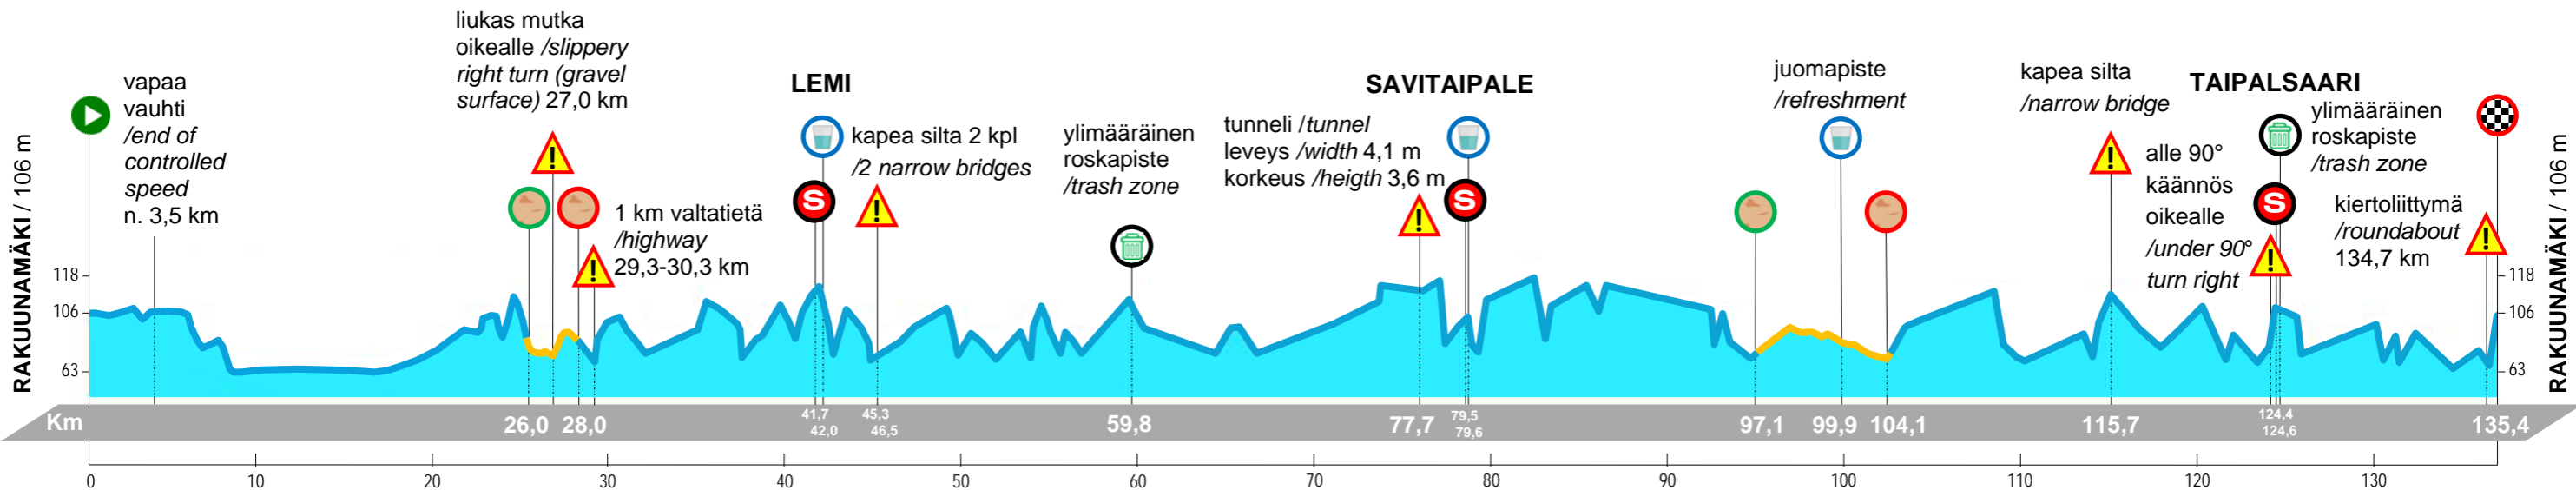 RAKUUNAMÄKI / 106 m
vapaa
vauhti
/end of
controlled
speed
n. 3,5 km
liukas mutka
oikealle /slippery
right turn (gravel
surface) 27,0 km
1 km valtatietä
/highway
29,3-30,3 km
LEMI
kapea silta 2 kpl
/2 narrow bridges
S
ylimääräinen
roskapiste
/trash zone
SAVITAIPALE
tunneli /tunnel
leveys /width 4,1 m
korkeus /heigth 3,6 m
S
juomapiste
/refreshment
kapea silta
/narrow bridge
TAIPALSAARI
alle 90°
käännös
oikealle
/under 90°
turn right
S
ylimääräinen
roskapiste
/trash zone
kiertoliittymä
/roundabout
134,7 km
RAKUUNAMÄKI / 106 m
118
106
63
118
106
63
Km
26,0
28,0
41,7
42,0
45,3
46,5
59,8
77,7
79,5
79,6
97,1
99,9
104,1
115,7
124,4
124,6
135,4
0
10
20
30
40
50
60
70
80
90
100
110
120
130